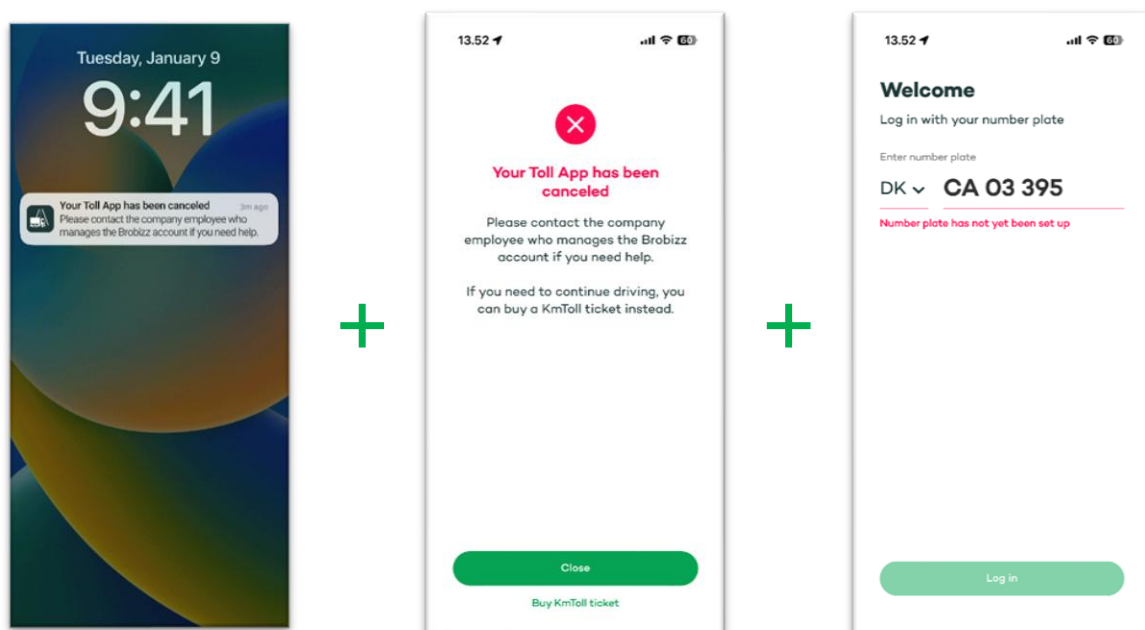 Tuesday, January 9
9:41
Your Toll App has been canceled 3m ago
Please contact the company employee who
manages the Brobizz account if you need help.
13.52
60
Your Toll App has been
canceled
Please contact the company
employee who manages the Brobizz
account if you need help.
If you need to continue driving, you
can buy a KmToll ticket instead.
Close
Buy KmToll ticket
13.52
60
Welcome
Log in with your number plate
Enter number plate
DK CA 03 395
Number plate has not yet been set up
Log in